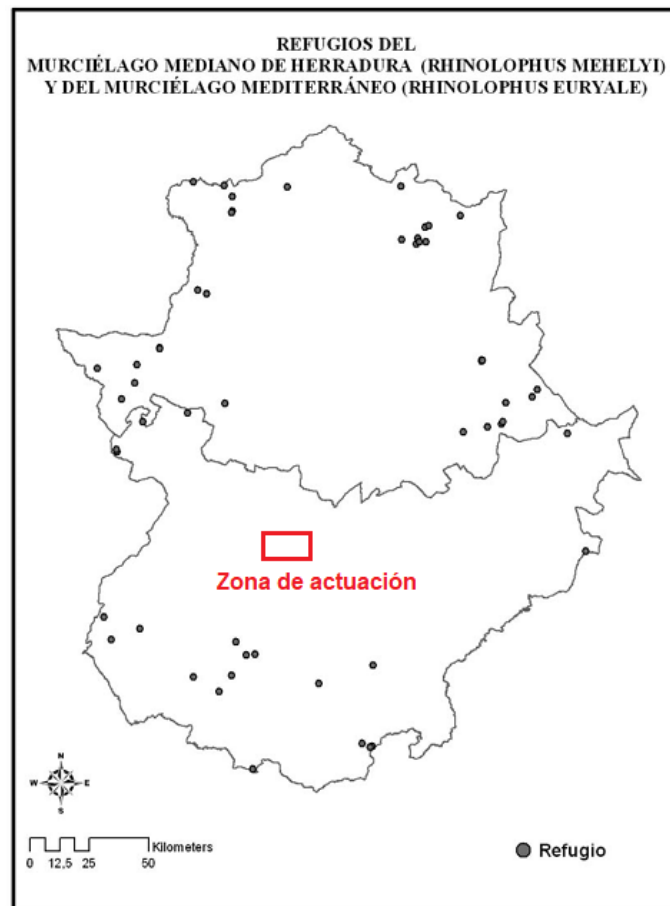 REFUGIOS DEL
MURCIÉLAGO MEDIANO DE HERRADURA (RHINOLOPHUS MEHELYI)
Y DEL MURCIÉLAGO MEDITERRÁNEO (RHINOLOPHUS EURYALE)
Zona de actuación
N
W E
S
Kilometers
0 12,5 25 50
Refugio